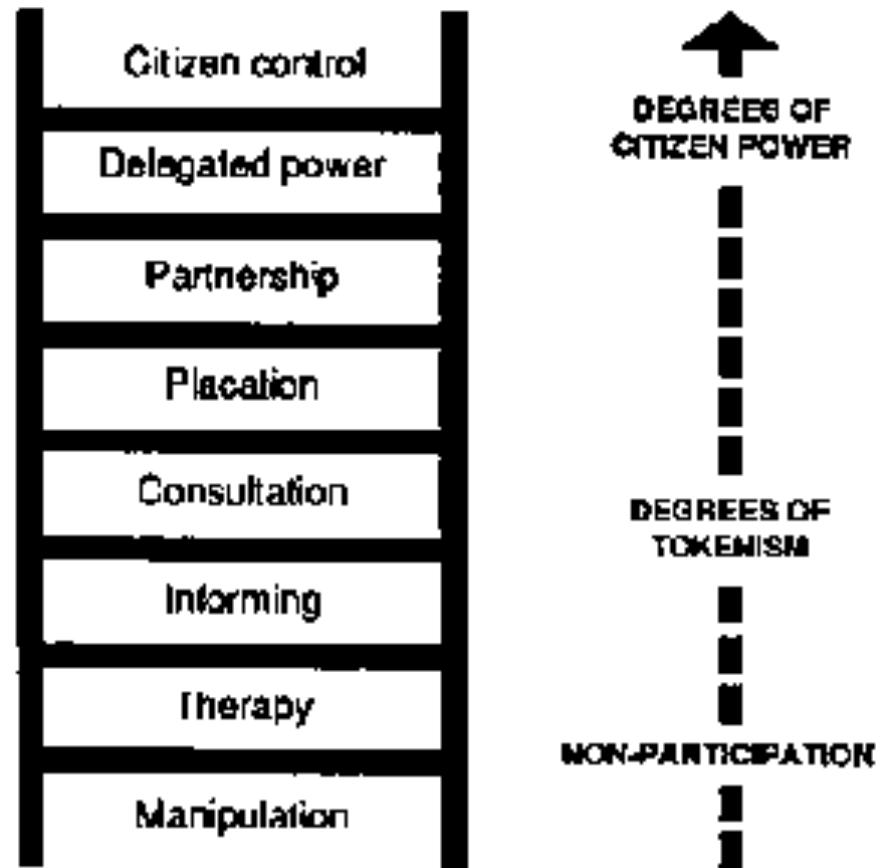 Citizen control
Delegated power
Partnership
Placation
Consultation
Informing
Therapy
Manipulation
DEGREES OF
CITIZEN POWER
DEGREES OF
TOKENISM
NON-PARTICIPATION